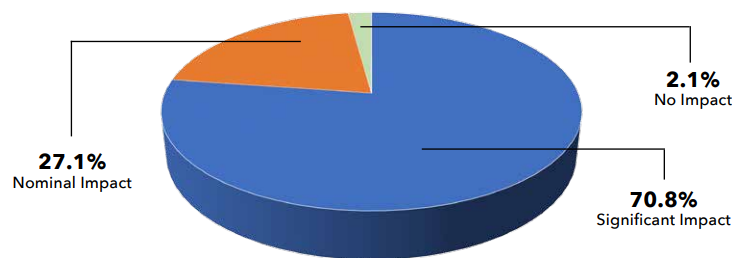 2.1%
No Impact
27.1%
Nominal Impact
70.8%
Significant Impact